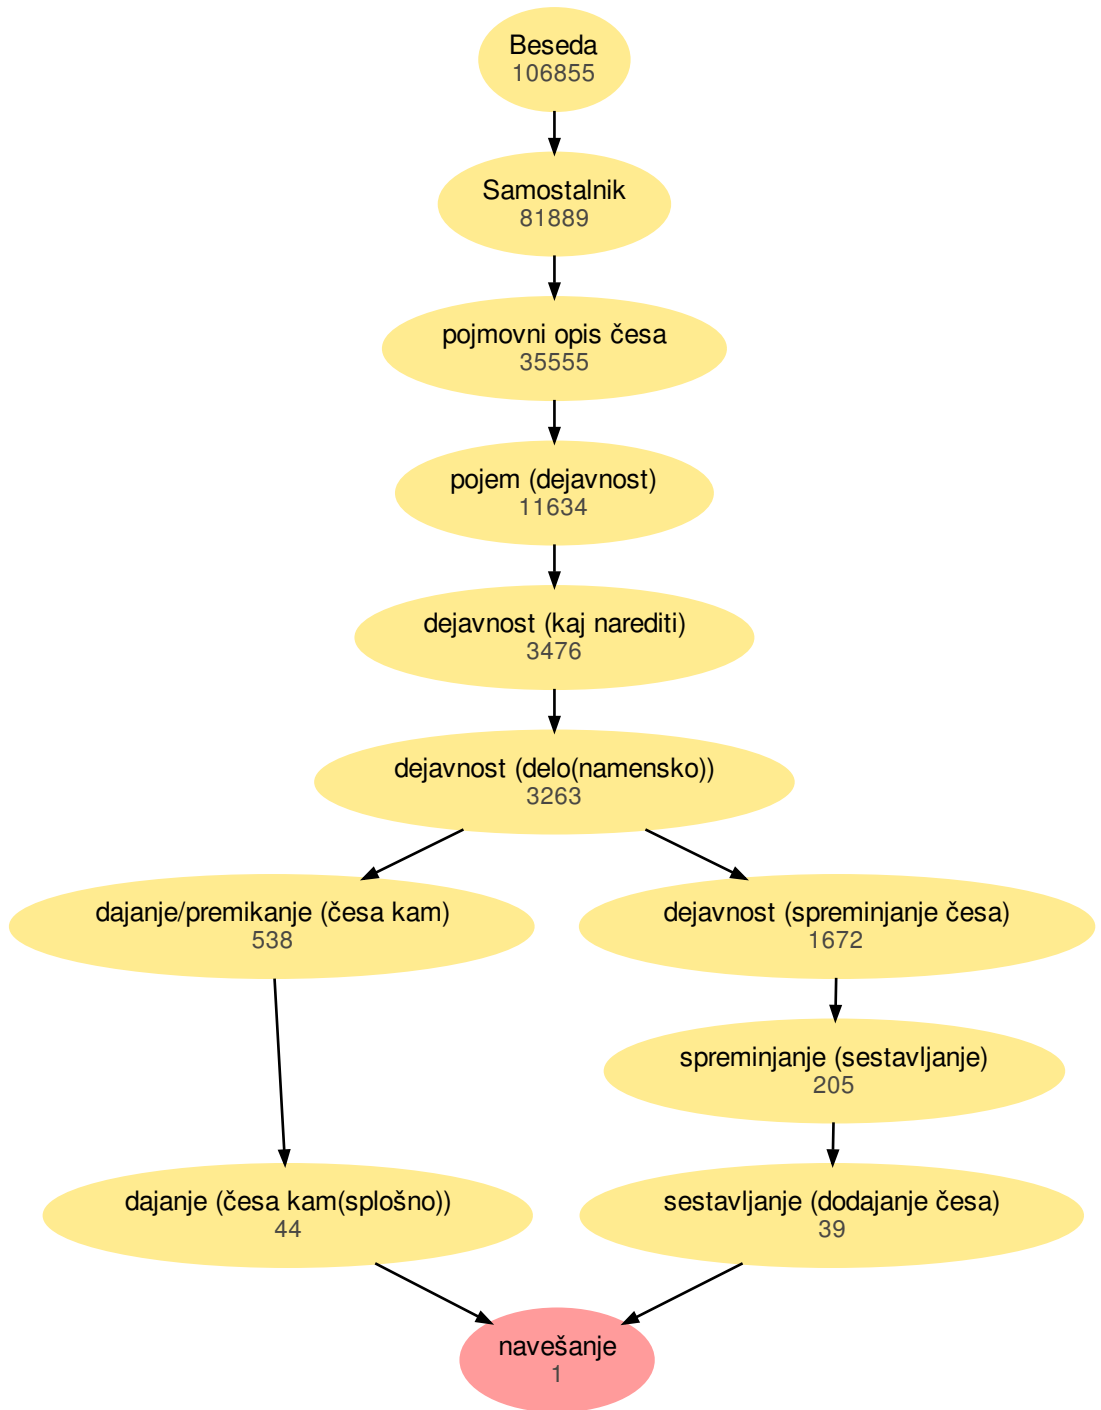 Beseda
106855
Samostalnik
81889
pojmovni opis česa
35555
pojem (dejavnost)
11634
dejavnost (kaj narediti)
3476
dejavnost (delo(namensko))
3263
dajanje/premikanje (česa kam)
538
dejavnost (spreminjanje česa)
1672
spreminjanje (sestavljanje)
205
dajanje (česa kam(splošno))
44
sestavljanje (dodajanje česa)
39
navešanje
1